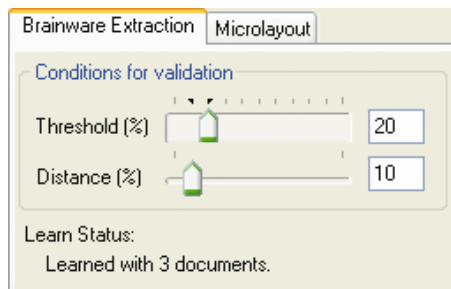 Brainware Extraction Microlayout
Conditions for validation
Threshold (%) 20
Distance (%) 10
Learn Status:
Learned with 3 documents.